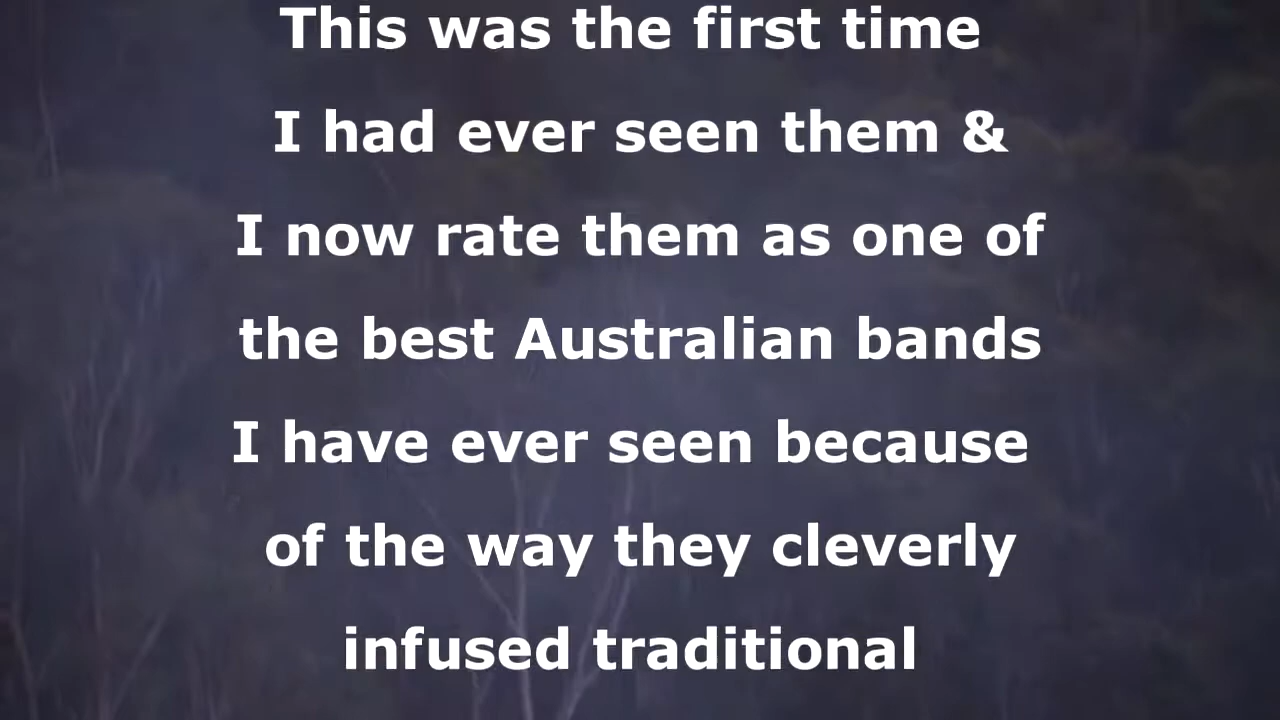 This was the first time
I had ever seen them &
I now rate them as one of
the best Australian bands
I have ever seen because
of the way they cleverly
infused traditional